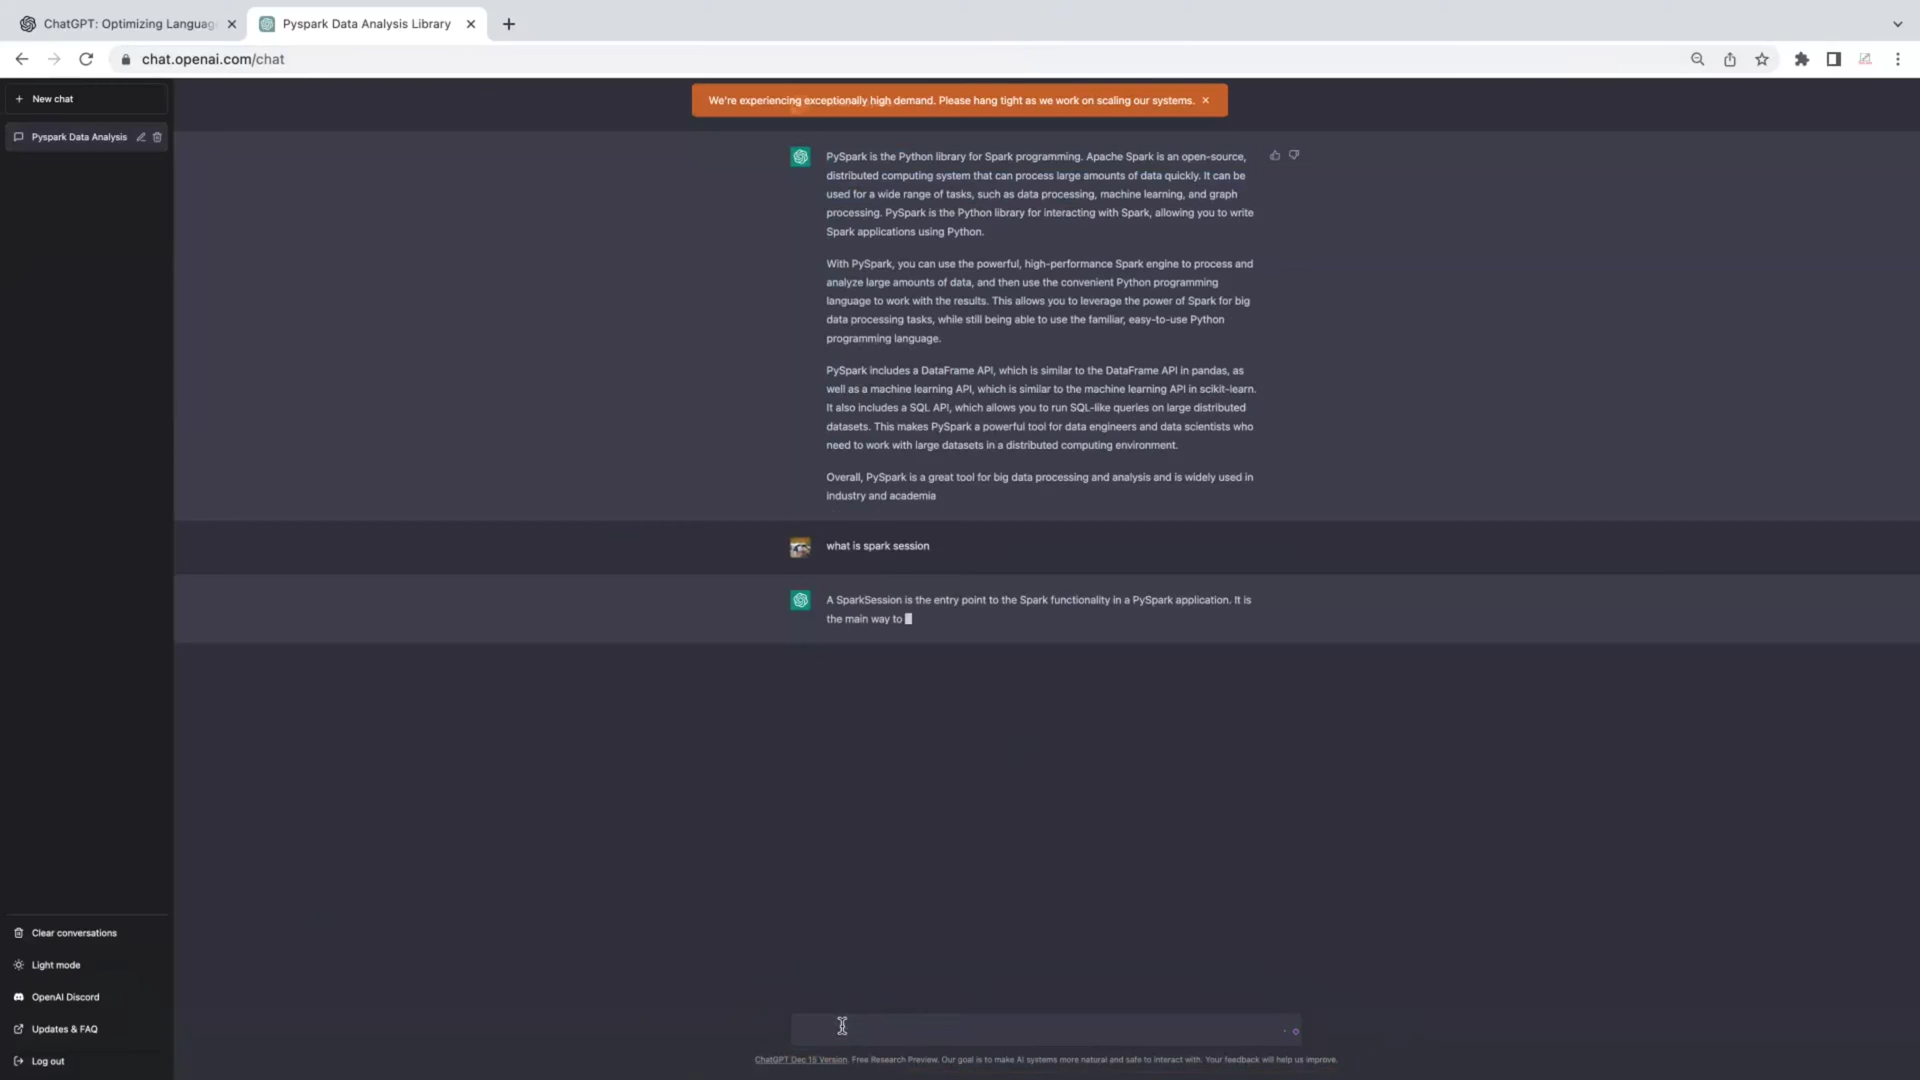 ChatGPT: Optimizing Languag
Pyspark Data Analysis Library
chat.openai.com/chat
New chat
We're experiencing exceptionally high demand. Please hang tight as we work on scaling our systems.
Pyspark Data Analysis
PySpark is the Python library for Spark programming. Apache Spark is an open-source,
distributed computing system that can process large amounts of data quickly. It can be
used for a wide range of tasks, such as data processing, machine learning, and graph
processing. PySpark is the Python library for interacting with Spark, allowing you to write
Spark applications using Python.
With PySpark, you can use the powerful, high-performance Spark engine to process and
analyze large amounts of data, and then use the convenient Python programming
language to work with the results. This allows you to leverage the power of Spark for big
data processing tasks, while still being able to use the familiar, easy-to-use Python
programming language.
PySpark includes a DataFrame API, which is similar to the DataFrame API in pandas, as
well as a machine learning API, which is similar to the machine learning API in scikit-learn.
It also includes a SQL API, which allows you to run SQL-like queries on large distributed
datasets. This makes PySpark a powerful tool for data engineers and data scientists who
need to work with large datasets in a distributed computing environment.
Overall, PySpark is a great tool for big data processing and analysis and is widely used in
industry and academia
what is spark session
A SparkSession is the entry point to the Spark functionality in a PySpark application. It is
the main way to
Clear conversations
Light mode
OpenAI Discord
Updates & FAQ
Log out
ChatGPT Dec 15 Version. Free Research Preview. Our goal is to make AI systems more natural and safe to interact with. Your feedback will help us improve.